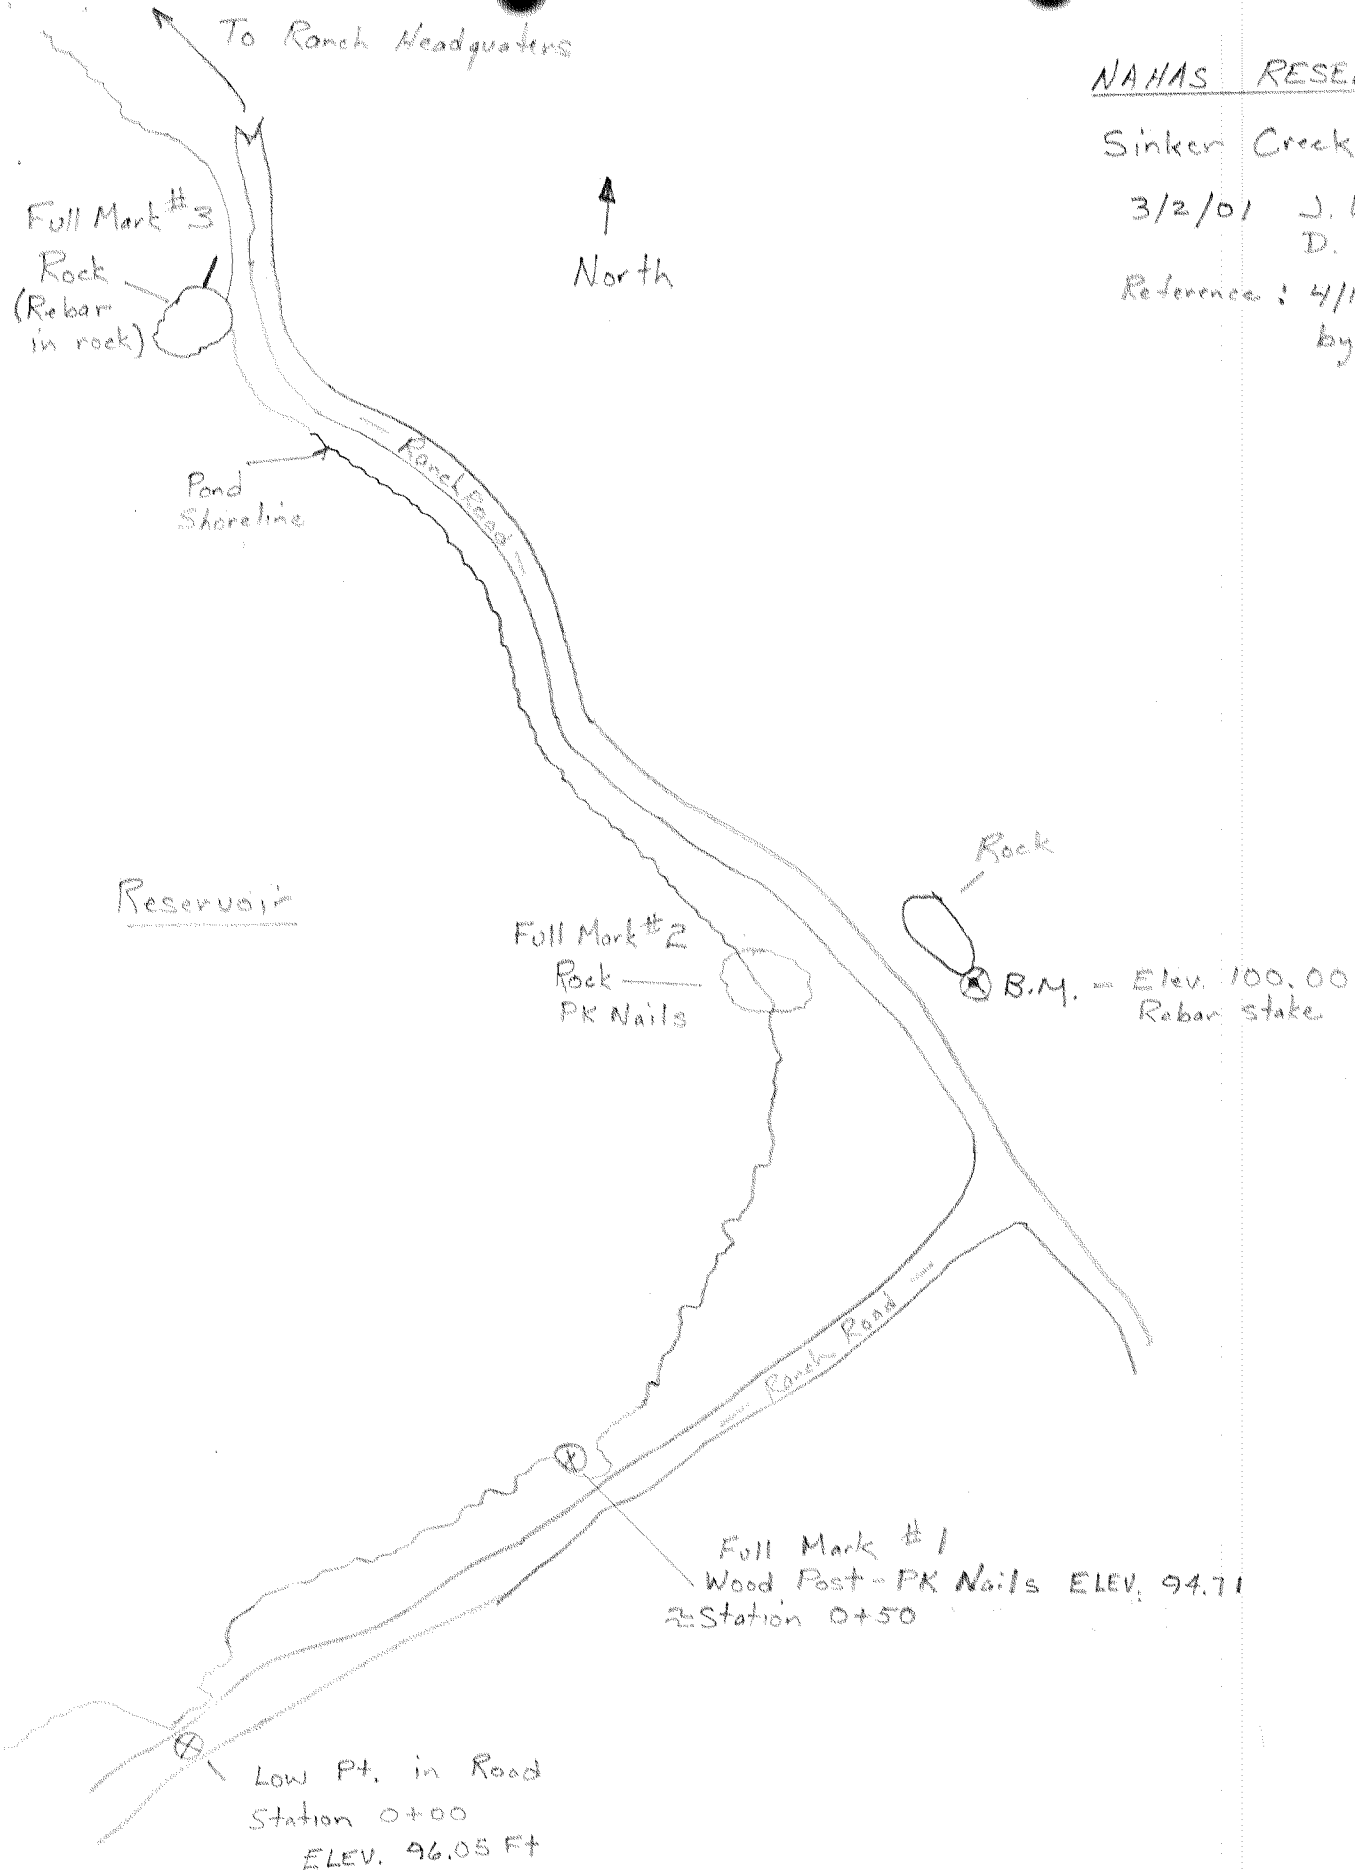 To Ranch Headquaters
NAHAS RESE
Sinker Creek
3/2/01 J.
D.
Reference : 4/1
by
North
Full Mark #3
Rock
(Rebar
in rock)
Ranch Road
Pond
Shoreline
Rock
Reservoir
Full Mark #2
Rock
PK Nails
B.M. - Elev. 100.00
Rebar stake
Ranch Road
Full Mark #1
Wood Post - PK Nails ELEV. 94.71
≈Station 0+50
Low Pt. in Road
Station 0+00
ELEV. 96.05 Ft